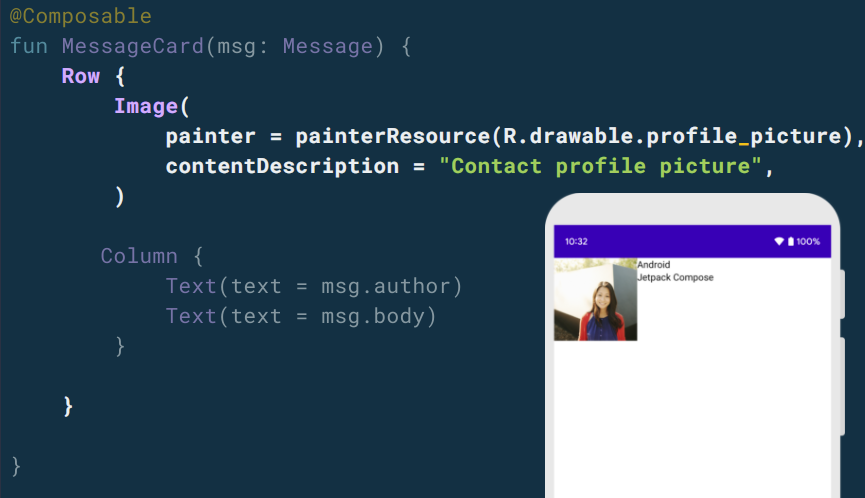 @Composable
fun MessageCard(msg: Message) {
    Row {
        Image(
            painter = painterResource(R.drawable.profile_picture),
            contentDescription = "Contact profile picture",
        )
       Column {
            Text(text = msg.author)
            Text(text = msg.body)
        }
    }
}
10:32 100%
Android
Jetpack Compose